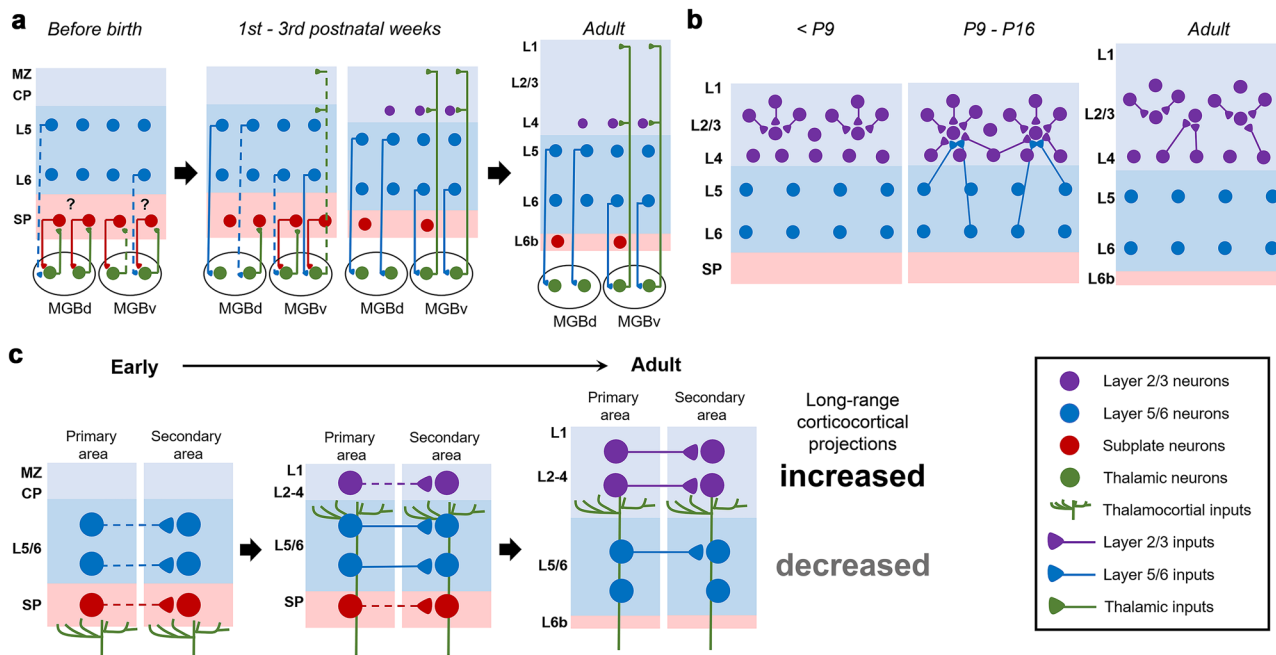 a
Before birth
1st - 3rd postnatal weeks
Adult
MZ
CP
L5
L6
SP
?
?
MGBd
MGBv
MGBd
MGBv
L1
L2/3
L4
L5
L6
L6b
MGBd
MGBv
b
< P9
P9 - P16
Adult
L1
L2/3
L4
L5
L6
SP
L1
L2/3
L4
L5
L6
L6b
c
Early
Adult
Primary
area
Secondary
area
MZ
CP
L5/6
SP
Primary
area
Secondary
area
L1
L2-4
L5/6
SP
Primary
area
Secondary
area
L1
L2-4
L5/6
L6b
Long-range
corticocortical
projections
increased
decreased
Layer 2/3 neurons
Layer 5/6 neurons
Subplate neurons
Thalamic neurons
Thalamocortial inputs
Layer 2/3 inputs
Layer 5/6 inputs
Thalamic inputs